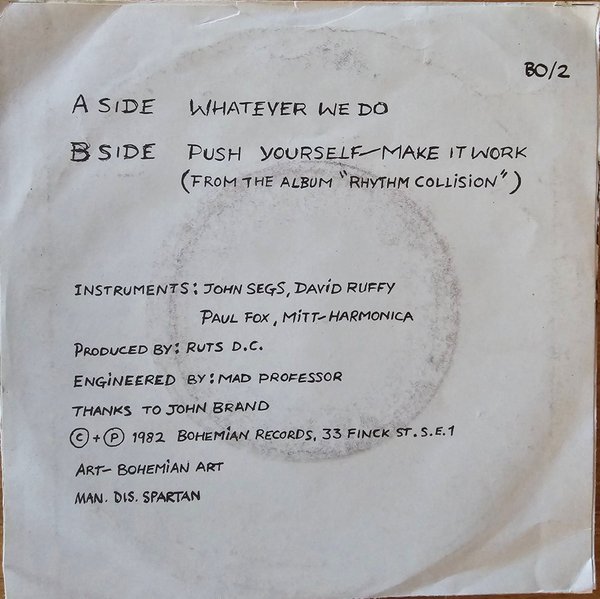 BO/2
A SIDE WHATEVER WE DO
B SIDE PUSH YOURSELF-MAKE IT WORK
(FROM THE ALBUM "RHYTHM COLLISION")
INSTRUMENTS: JOHN SEGS, DAVID RUFFY
PAUL FOX, MITT-HARMONICA
PRODUCED BY: RUTS D.C.
ENGINEERED BY: MAD PROFESSOR
THANKS TO JOHN BRAND
© + ℗ 1982 BOHEMIAN RECORDS, 33 FINCK ST. S.E.1
ART- BOHEMIAN ART
MAN. DIS. SPARTAN